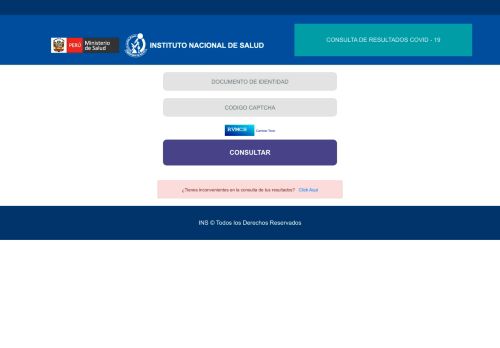 PERÚ
Ministerio
de Salud
INSTITUTO NACIONAL DE SALUD
CONSULTA DE RESULTADOS COVID - 19
DOCUMENTO DE IDENTIDAD
CODIGO CAPTCHA
RVMC8 Cambiar Texto
CONSULTAR
¿Tienes inconvenientes en la consulta de tus resultados? Click Aquí
INS © Todos los Derechos Reservados